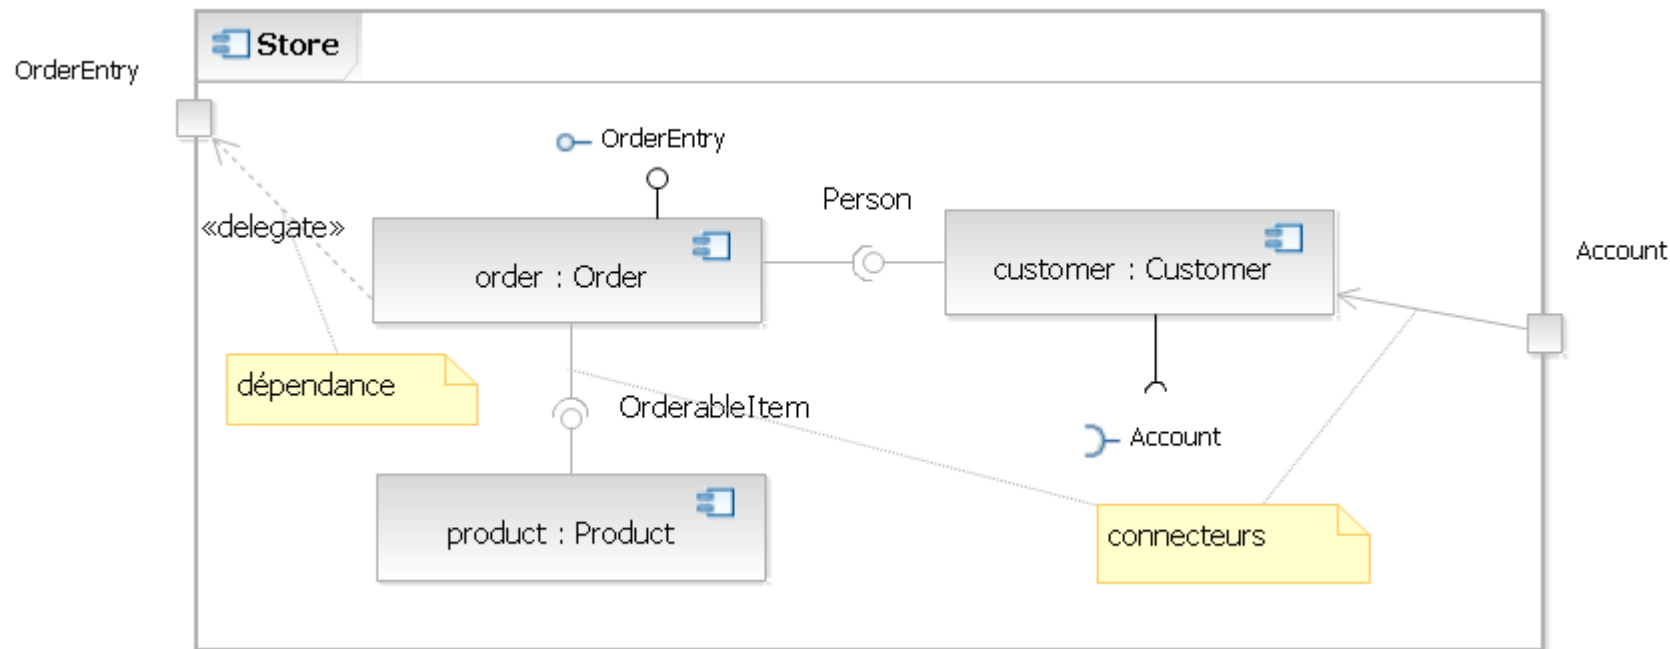 Store
OrderEntry
OrderEntry
Person
«delegate»
Account
order : Order
customer : Customer
dépendance
OrderableItem
Account
product : Product
connecteurs